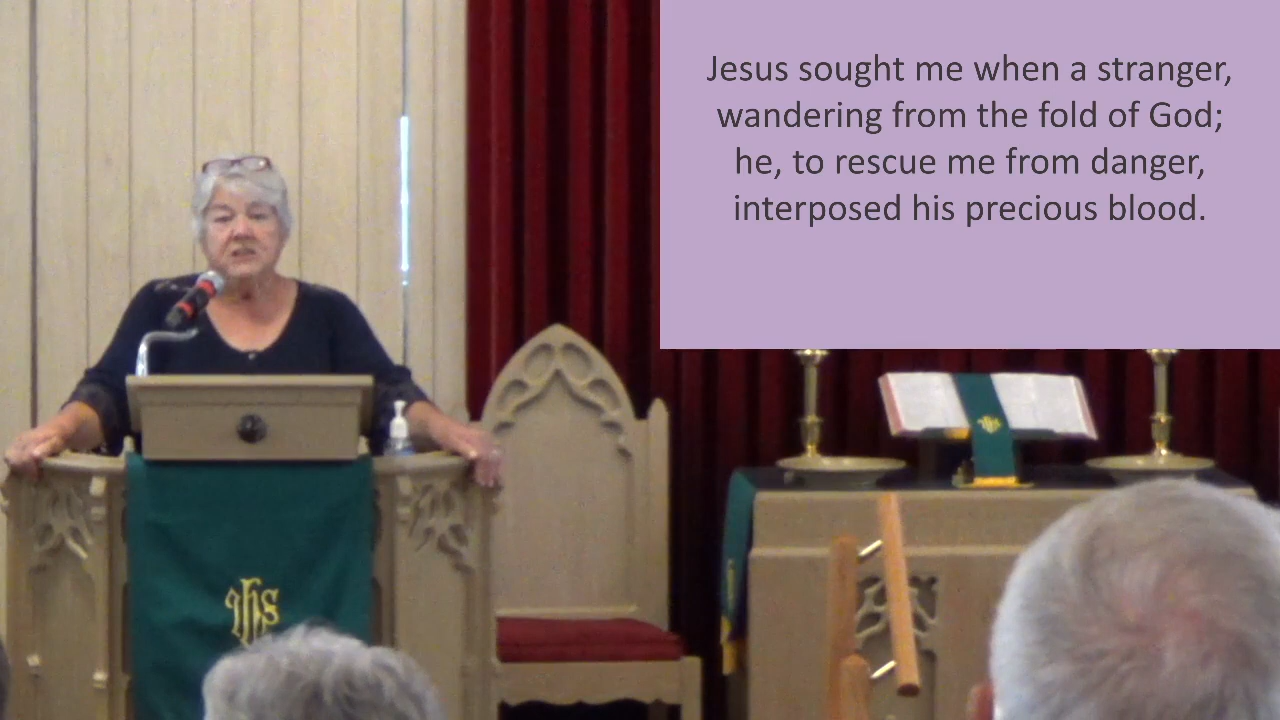 Jesus sought me when a stranger,
wandering from the fold of God;
he, to rescue me from danger,
interposed his precious blood.
IHS